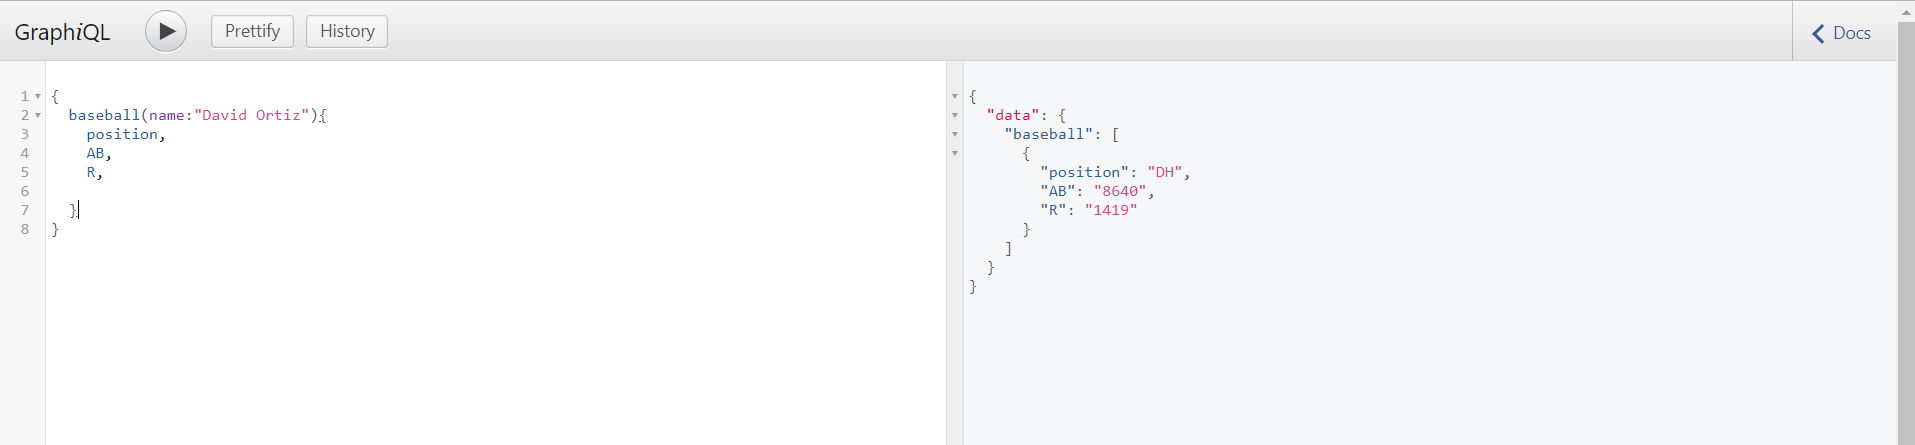 GraphiQL Prettify History Docs
1 {
2 baseball(name:"David Ortiz"){
3 position,
4 AB,
5 R,
6
7 }
8 }
{
"data": {
"baseball": [
{
"position": "DH",
"AB": "8640",
"R": "1419"
}
]
}
}